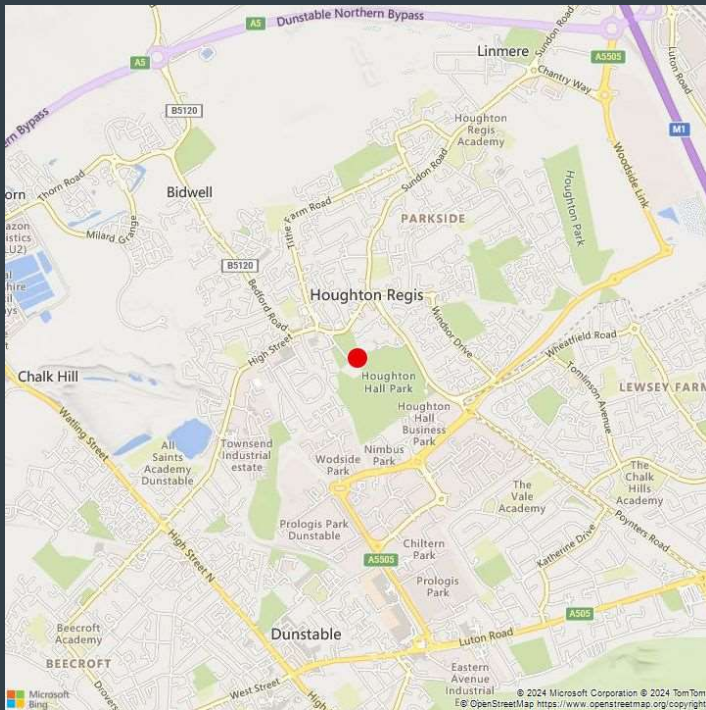 A5
Dunstable Northern Bypass
A5
ern Bypass
Linmere
Sundon Road
A5505
Luton Road
Chantry Way
M1
B5120
Houghton
Regis
Academy
Sundon Road
Woodside Link
Thorn Road
orn
Bidwell
Tithe Farm Road
PARKSIDE
Houghton Park
Milard Grange
azon
istics
(LU2)
B5120
Bedford Road
Houghton Regis
Windsor Drive
High Street
Wheatfield Road
Chalk Hill
Houghton
Hall Park
Tomlinson Avenue
LEWSEY FARM
Watling Street
Houghton
Hall
Business
Park
All
Saints
Academy
Dunstable
Townsend
Industrial
estate
Wodside
Park
Nimbus
Park
The
Vale
Academy
The
Chalk
Hills
Academy
High Street N
Prologis Park
Dunstable
Poynters Road
Katherine Drive
Chiltern
Park
A5505
Prologis
Park
A505
Beecroft
Academy
Dunstable
Luton Road
BEECROFT
West Street
Eastern
Avenue
Industrial
Drovers
High
Microsoft
Bing
© 2024 Microsoft Corporation © 2024 TomTom
© OpenStreetMap https://www.openstreetmap.org/copyright